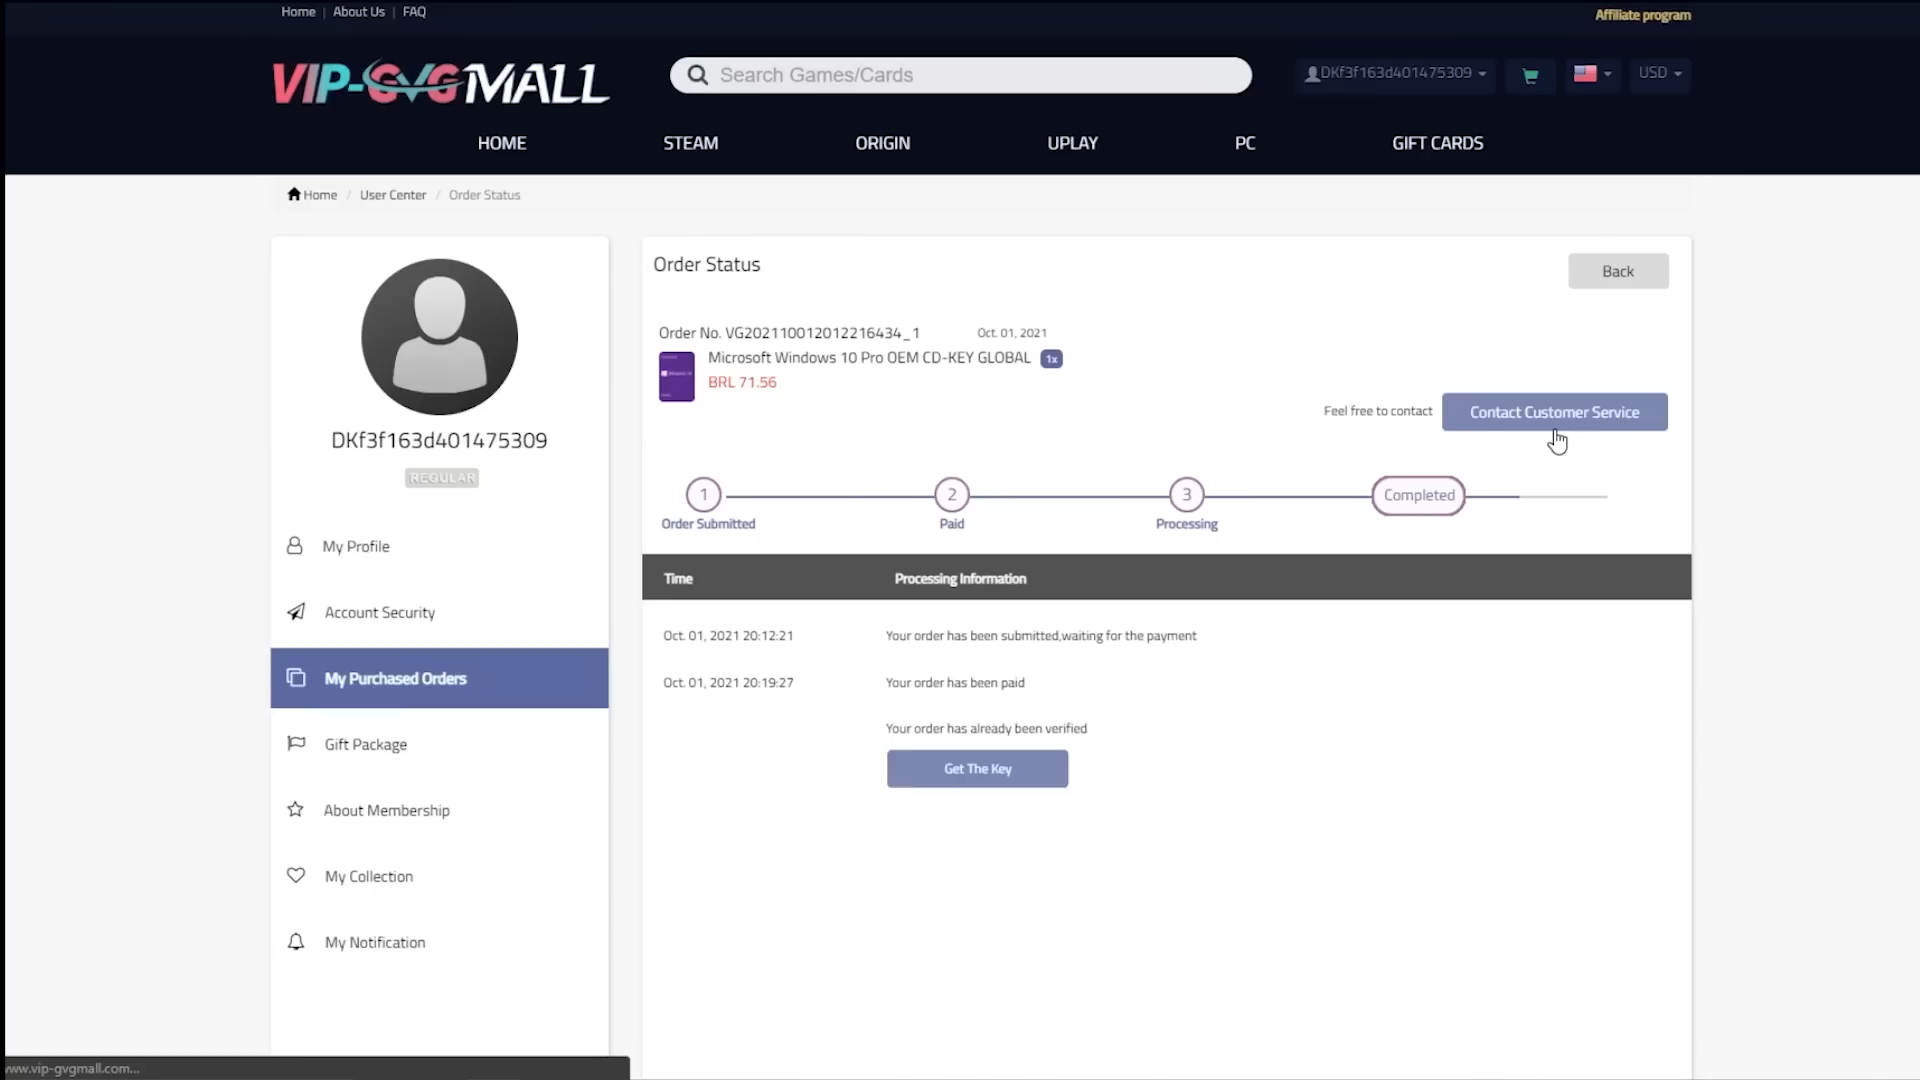 Home | About Us | FAQ
Affiliate program
VIP-GVGMALL
Search Games/Cards
DKf3f163d401475309
USD
HOME
STEAM
ORIGIN
UPLAY
PC
GIFT CARDS
Home / User Center / Order Status
DKf3f163d401475309
REGULAR
My Profile
Account Security
My Purchased Orders
Gift Package
About Membership
My Collection
My Notification
Order Status
Back
Order No. VG202110012012216434_1
Oct. 01, 2021
Microsoft Windows 10 Pro OEM CD-KEY GLOBAL 1x
BRL 71.56
Feel free to contact
Contact Customer Service
1
2
3
Completed
Order Submitted
Paid
Processing
Time
Processing Information
Oct. 01, 2021 20:12:21
Your order has been submitted,waiting for the payment
Oct. 01, 2021 20:19:27
Your order has been paid
Your order has already been verified
Get The Key
www.vip-gvgmall.com...